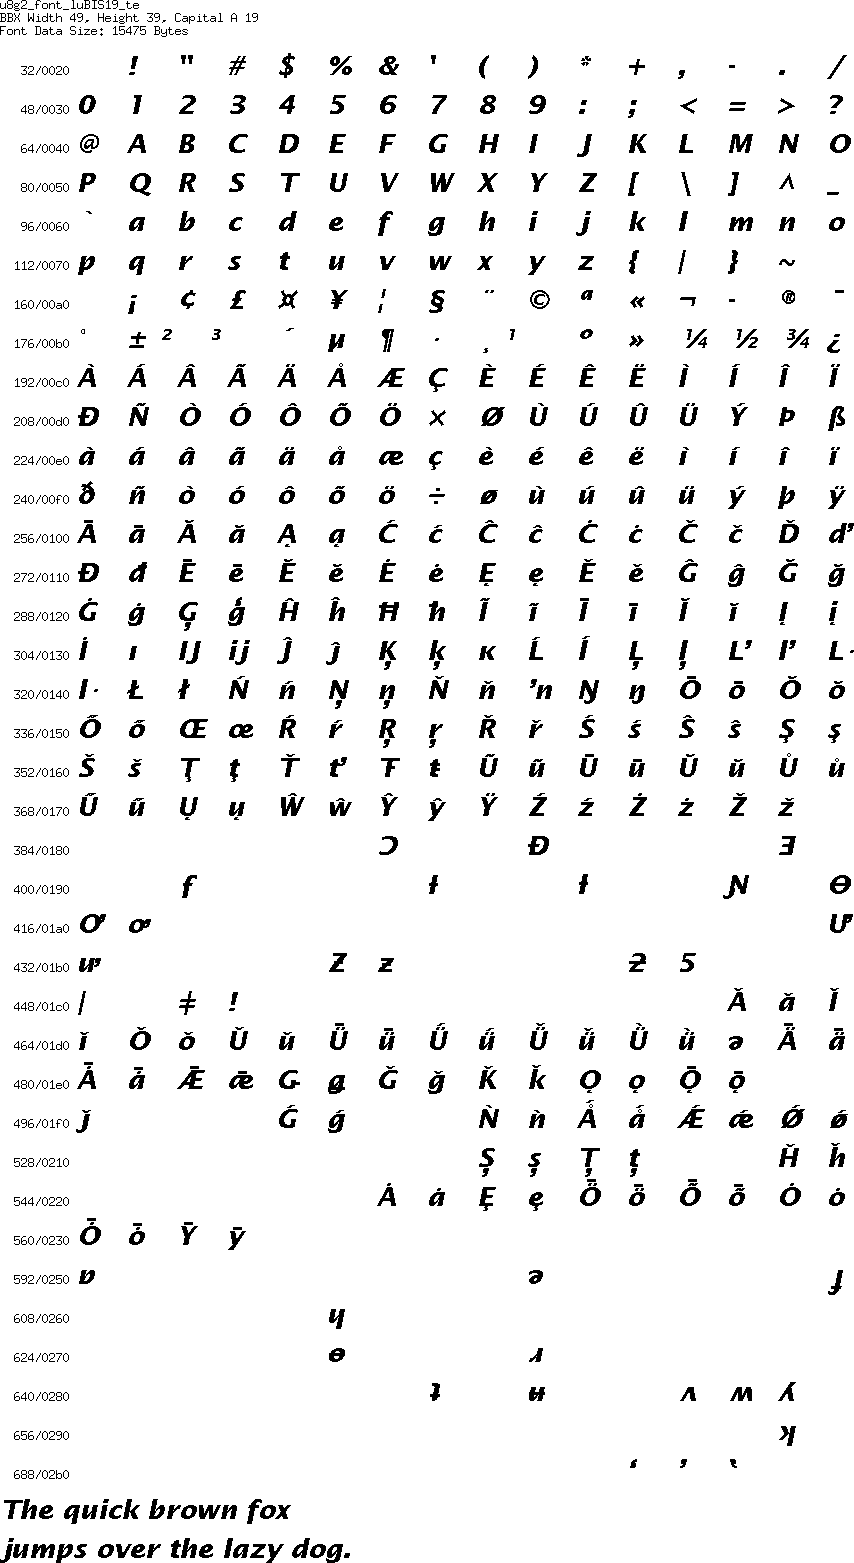 u8g2_font_luBIS19_te
BBX Width 49, Height 39, Capital A 19
Font Data Size: 15475 Bytes
32/0020 ! " # $ % & ' ( ) * + , - . /
48/0030 0 1 2 3 4 5 6 7 8 9 : ; < = > ?
64/0040 @ A B C D E F G H I J K L M N O
80/0050 P Q R S T U V W X Y Z [ \ ] ^ _
96/0060 ` a b c d e f g h i j k l m n o
112/0070 p q r s t u v w x y z { | } ~
160/00a0 ¡ ¢ £ ¤ ¥ ¦ § ¨ © ª « ¬ - ® ¯
176/00b0 ° ± ² ³ ´ µ ¶ · ¸ ¹ º » ¼ ½ ¾ ¿
192/00c0 À Á Â Ã Ä Å Æ Ç È É Ê Ë Ì Í Î Ï
208/00d0 Ð Ñ Ò Ó Ô Õ Ö × Ø Ù Ú Û Ü Ý Þ ß
224/00e0 à á â ã ä å æ ç è é ê ë ì í î ï
240/00f0 ð ñ ò ó ô õ ö ÷ ø ù ú û ü ý þ ÿ
256/0100 Ā ā Ă ă Ą ą Ć ć Ĉ ĉ Ċ ċ Č č Ď ď
272/0110 Đ đ Ē ē Ĕ ĕ Ė ė Ę ę Ě ě Ĝ ĝ Ğ ğ
288/0120 Ġ ġ Ģ ģ Ĥ ĥ Ħ ħ Ĩ ĩ Ī ī Ĭ ĭ Į į
304/0130 İ ı Ĳ ĳ Ĵ ĵ Ķ ķ ĸ Ĺ ĺ Ļ ļ Ľ ľ Ŀ
320/0140 ŀ Ł ł Ń ń Ņ ņ Ň ň ŉ Ŋ ŋ Ō ō Ŏ ŏ
336/0150 Ő ő Œ œ Ŕ ŕ Ŗ ŗ Ř ř Ś ś Ŝ ŝ Ş ş
352/0160 Š š Ţ ţ Ť ť Ŧ ŧ Ũ ũ Ū ū Ŭ ŭ Ů ů
368/0170 Ű ű Ų ų Ŵ ŵ Ŷ ŷ Ÿ Ź ź Ż ż Ž ž
384/0180 Ɔ Ɖ Ǝ
400/0190 ƒ Ɨ ƚ Ɲ Ɵ
416/01a0 Ơ ơ Ư
432/01b0 ư Ƶ ƶ ƻ Ƽ
448/01c0 ǀ ǂ ǃ Ǎ ǎ Ǐ
464/01d0 ǐ Ǒ ǒ Ǔ ǔ Ǖ ǖ Ǘ ǘ Ǚ ǚ Ǜ ǜ ǝ Ǟ ǟ
480/01e0 Ǡ ǡ Ǣ ǣ Ǥ ǥ Ǧ ǧ Ǩ ǩ Ǫ ǫ Ǭ ǭ
496/01f0 ǰ Ǵ ǵ Ǹ ǹ Ǻ ǻ Ǽ ǽ Ǿ ǿ
528/0210 Ș ș Ț ț Ȟ ȟ
544/0220 Ȧ ȧ Ȩ ȩ Ȫ ȫ Ȭ ȭ Ȯ ȯ
560/0230 Ȱ ȱ Ȳ ȳ
592/0250 ɐ ə ɟ
608/0260 ɥ
624/0270 ɵ ɹ
640/0280 ʇ ʉ ʌ ʍ ʎ
656/0290 ʞ
688/02b0 ʻ ʼ ʽ
The quick brown fox
jumps over the lazy dog.